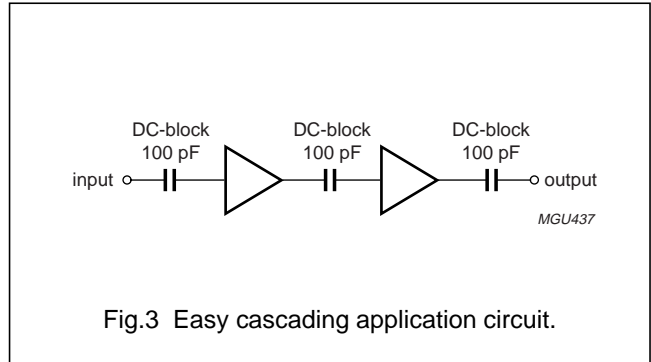 DC-block
100 pF
DC-block
100 pF
DC-block
100 pF
input
output
MGU437
Fig.3 Easy cascading application circuit.